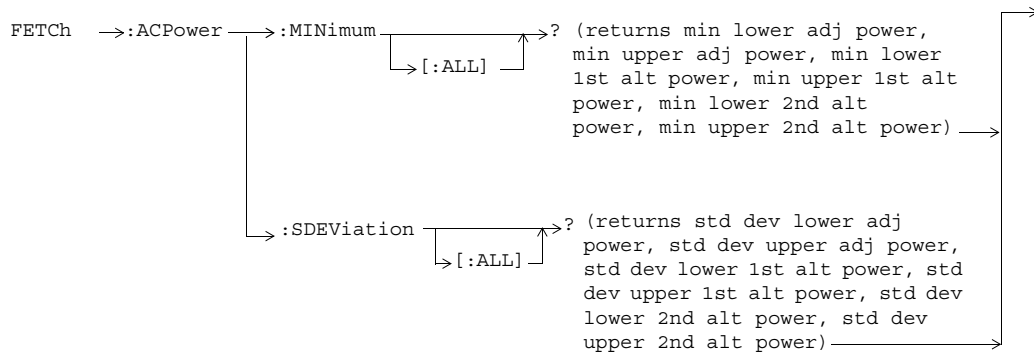 FETCh :ACPower :MINimum ? (returns min lower adj power,
[:ALL] min upper adj power, min lower
1st alt power, min upper 1st alt
power, min lower 2nd alt
power, min upper 2nd alt power)
:SDEViation ? (returns std dev lower adj
power, std dev upper adj power,
[:ALL] std dev lower 1st alt power, std
dev upper 1st alt power, std dev
lower 2nd alt power, std dev
upper 2nd alt power)